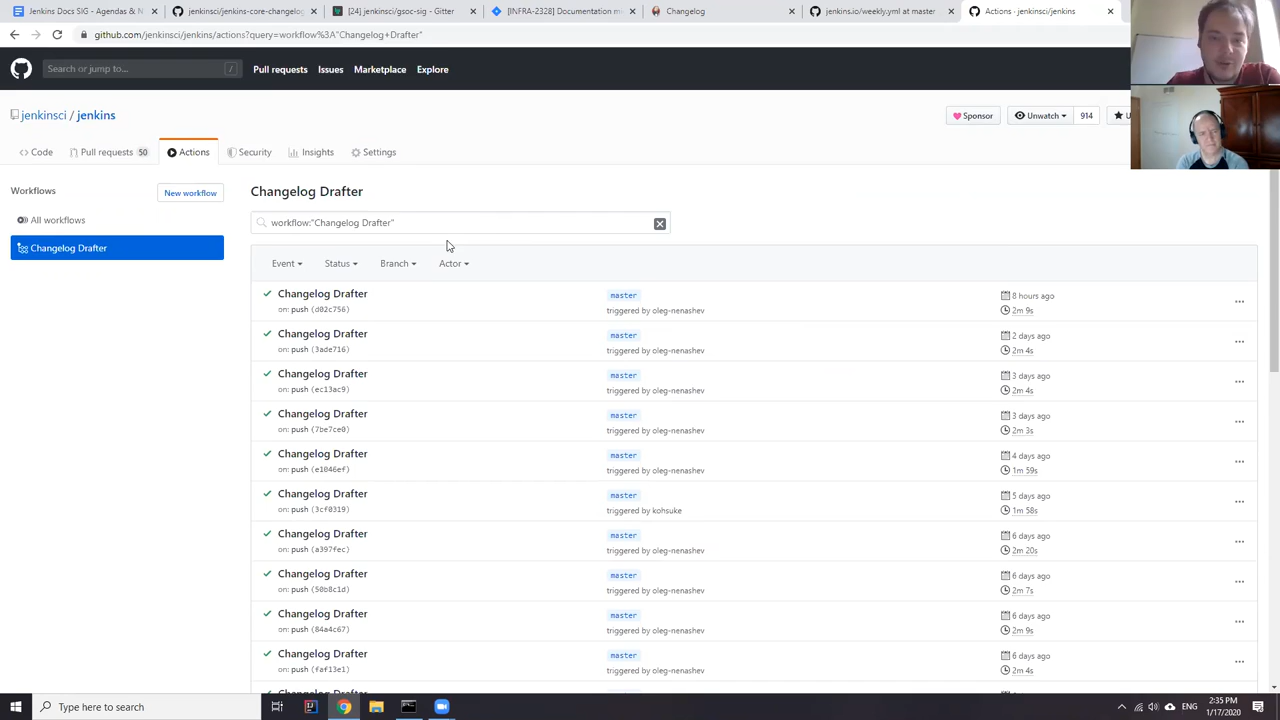 Jenkins Docs SIG - Agendas & N
jenkinsci/jenkins-core-changelog
[24] jenkinsci/gsoc-sig - Gitter
[INFRA-2328] Documentation m
Changelog
jenkins.io/weekly.yml at master
Actions · jenkinsci/jenkins
github.com/jenkinsci/jenkins/actions?query=workflow%3A"Changelog+Drafter"
Search or jump to...
/
Pull requests
Issues
Marketplace
Explore
jenkinsci / jenkins
Sponsor
Unwatch
914
Code
Pull requests 50
Actions
Security
Insights
Settings
Workflows
New workflow
All workflows
Changelog Drafter
Changelog Drafter
workflow:"Changelog Drafter"
Event
Status
Branch
Actor
Changelog Drafter
on: push (d02c756)
master
triggered by oleg-nenashev
8 hours ago
2m 9s
Changelog Drafter
on: push (3ade716)
master
triggered by oleg-nenashev
2 days ago
2m 4s
Changelog Drafter
on: push (ec13ac9)
master
triggered by oleg-nenashev
3 days ago
2m 4s
Changelog Drafter
on: push (7be7ce0)
master
triggered by oleg-nenashev
3 days ago
2m 3s
Changelog Drafter
on: push (e1046ef)
master
triggered by oleg-nenashev
4 days ago
1m 59s
Changelog Drafter
on: push (3cf0319)
master
triggered by kohsuke
5 days ago
1m 58s
Changelog Drafter
on: push (a397fec)
master
triggered by oleg-nenashev
6 days ago
2m 20s
Changelog Drafter
on: push (50b8c1d)
master
triggered by oleg-nenashev
6 days ago
2m 7s
Changelog Drafter
on: push (84a4c67)
master
triggered by oleg-nenashev
6 days ago
2m 9s
Changelog Drafter
on: push (faf13e1)
master
triggered by oleg-nenashev
6 days ago
2m 4s
Type here to search
ENG
2:35 PM
1/17/2020